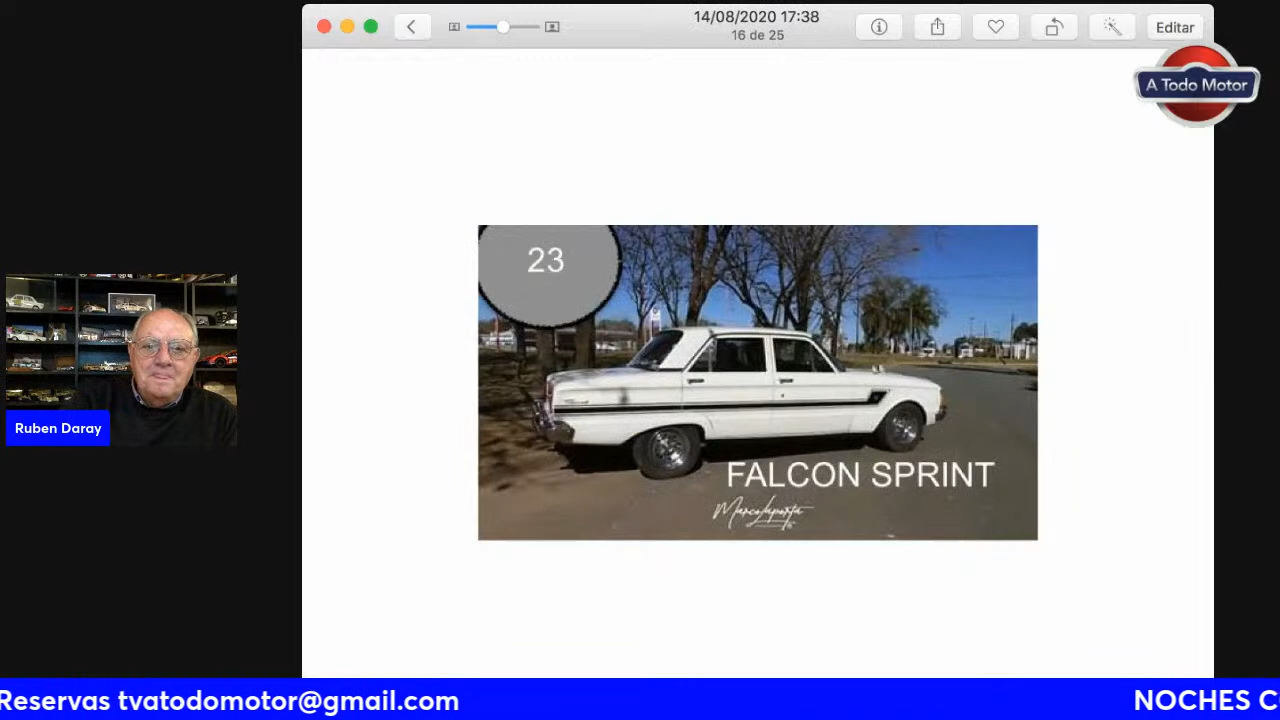 14/08/2020 17:38
16 de 25
Editar
A Todo Motor
23
Ruben Daray
FALCON SPRINT
Marcolaporta
Reservas tvatodomotor@gmail.com
NOCHES C